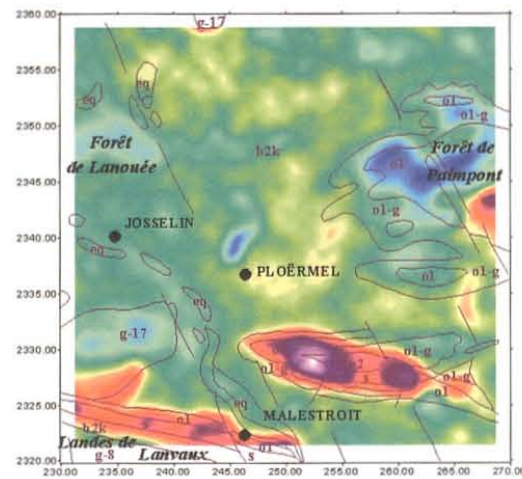 2360.00
g-17
2355.00
eq
eq
o1
o1-g
2350.00
Forêt
de Lanouée
b2k
Forêt de
Paimpont
o1
2345.00
o1-g
JOSSELIN
2340.00
eq
PLOËRMEL
o1
o1-g
2335.00
eq
g-17
2330.00
o1-g
o1-g
s
o1-g
o1
2325.00
eq
o1
MALESTROIT
b2k
Landes de
Lanvaux
o1
g-8
s
2320.00
230.00 235.00 240.00 245.00 250.00 255.00 260.00 265.00 270.00